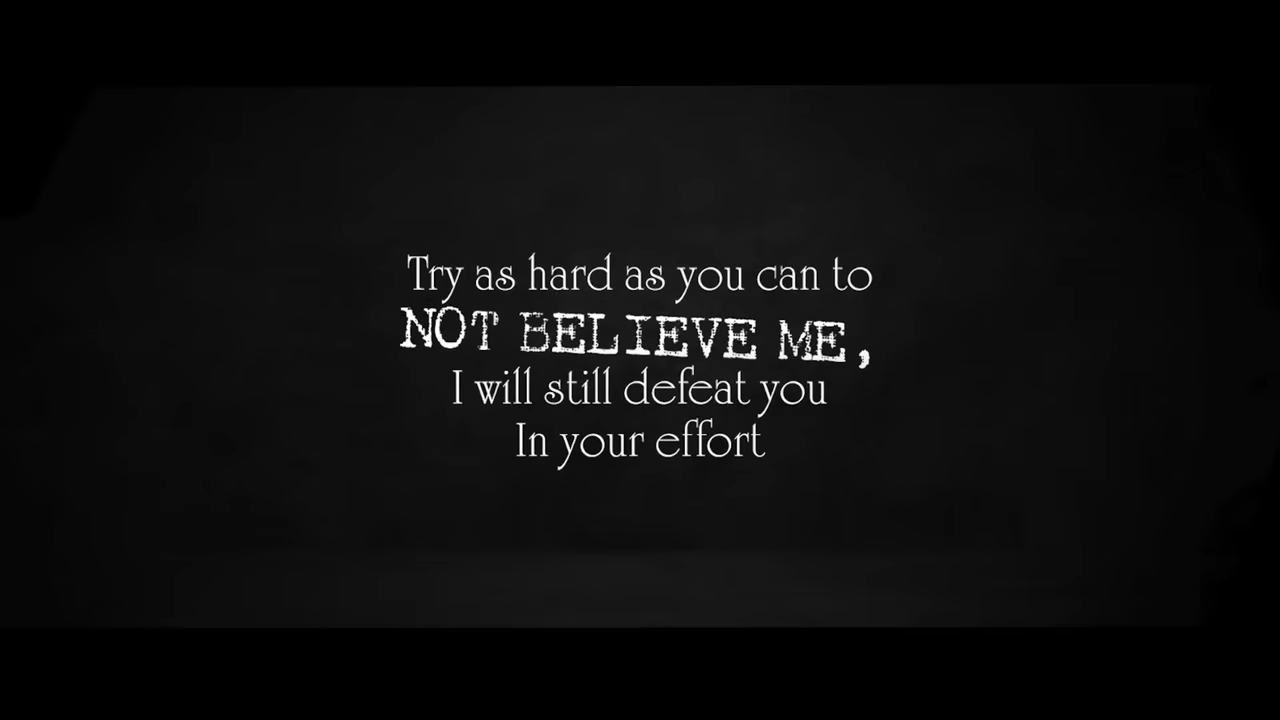 Try as hard as you can to
NOT BELIEVE ME,
I will still defeat you
In your effort